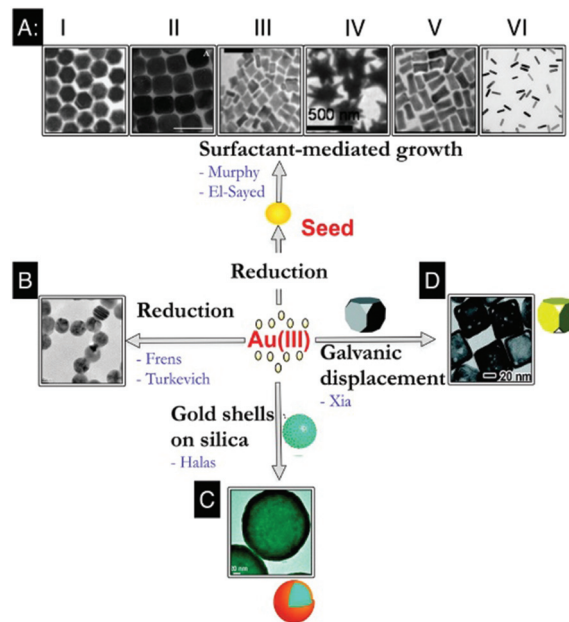 A:
I II III IV V VI
A
500 nm
Surfactant-mediated growth
- Murphy
- El-Sayed
Seed
Reduction
B
Reduction
- Frens
- Turkevich
Au(III)
D
Galvanic
displacement
- Xia
20 nm
Gold shells
on silica
- Halas
C